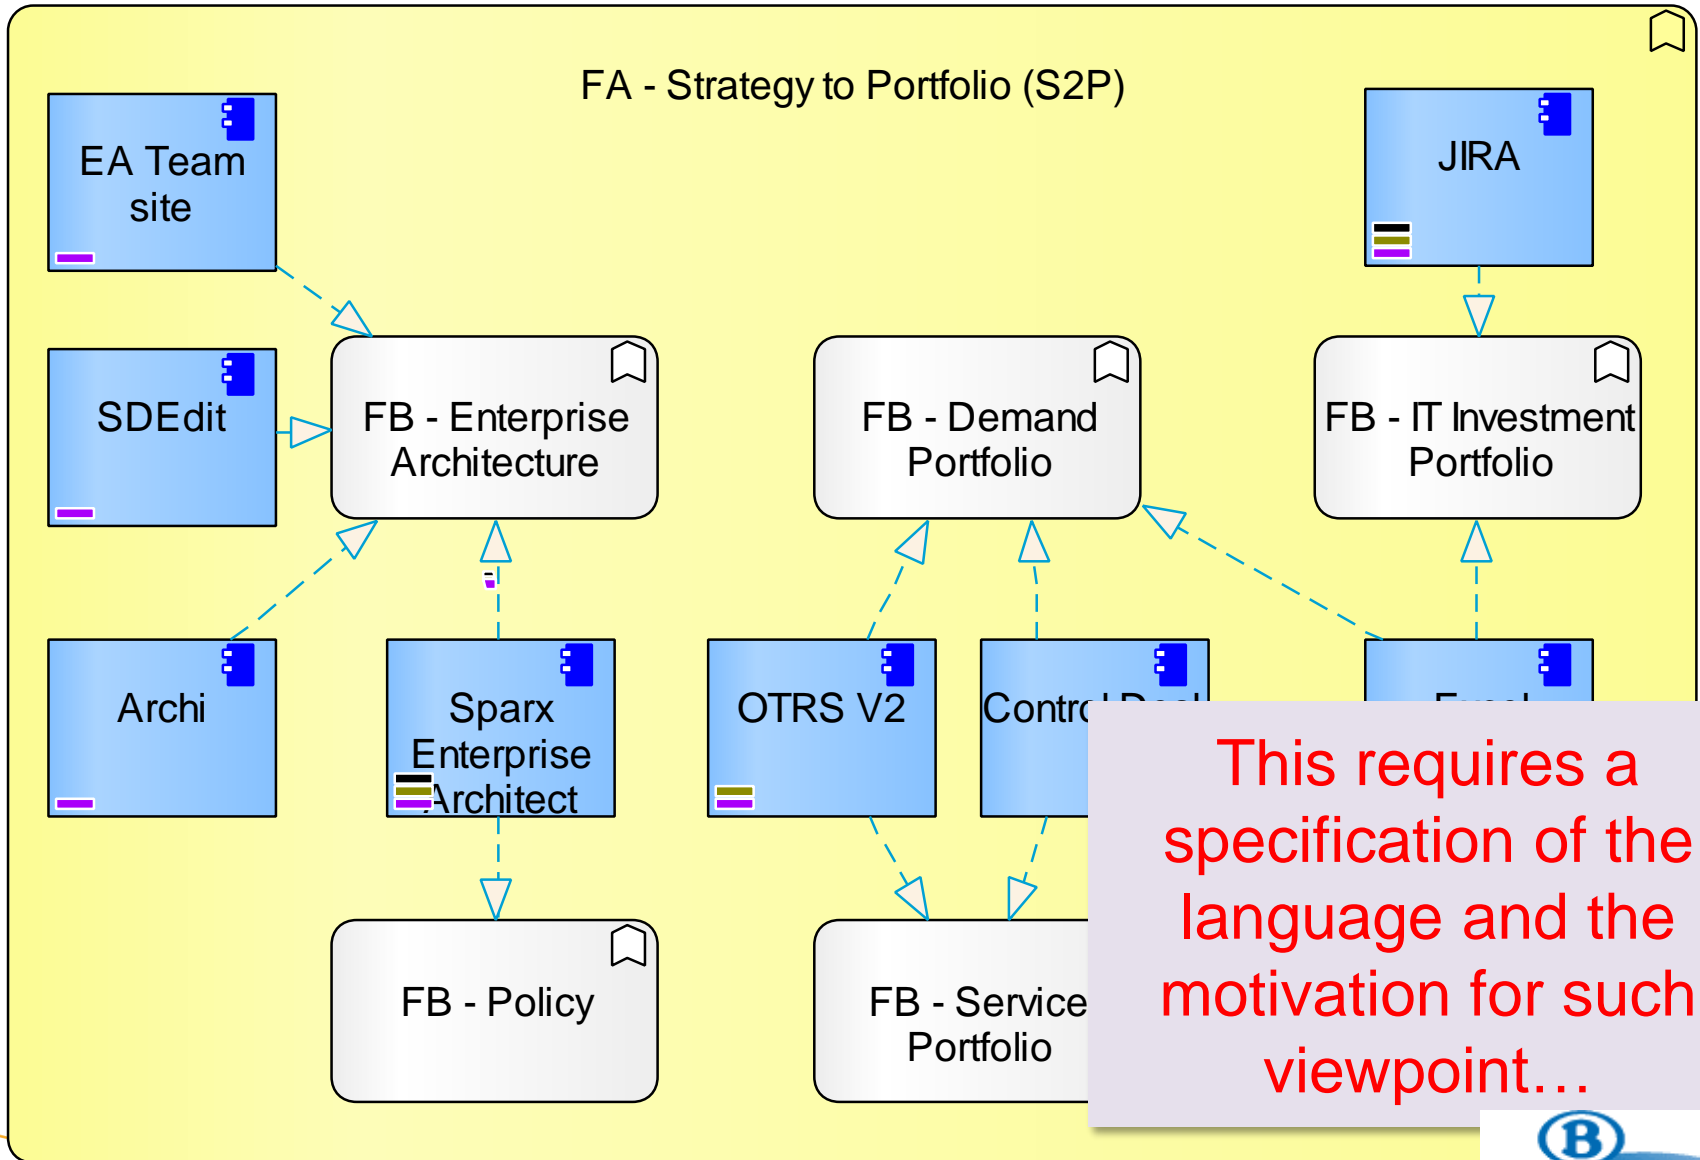 FA - Strategy to Portfolio (S2P)
EA Team
site
JIRA
SDEdit
FB - Enterprise
Architecture
FB - Demand
Portfolio
FB - IT Investment
Portfolio
Archi
Sparx
Enterprise
Architect
OTRS V2
FB - Policy
FB - Service
Portfolio
This requires a
specification of the
language and the
motivation for such
viewpoint…
B